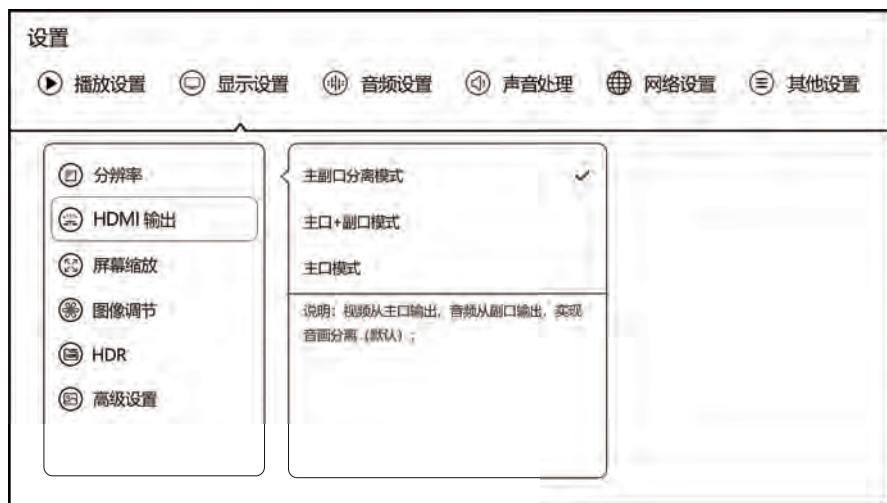 设置
播放设置 显示设置 音频设置 声音处理 网络设置 其他设置
分辨率
HDMI 输出
屏幕缩放
图像调节
HDR
高级设置
主副口分离模式
主口+副口模式
主口模式
说明：视频从主口输出，音频从副口输出，实现
音画分离（默认）；